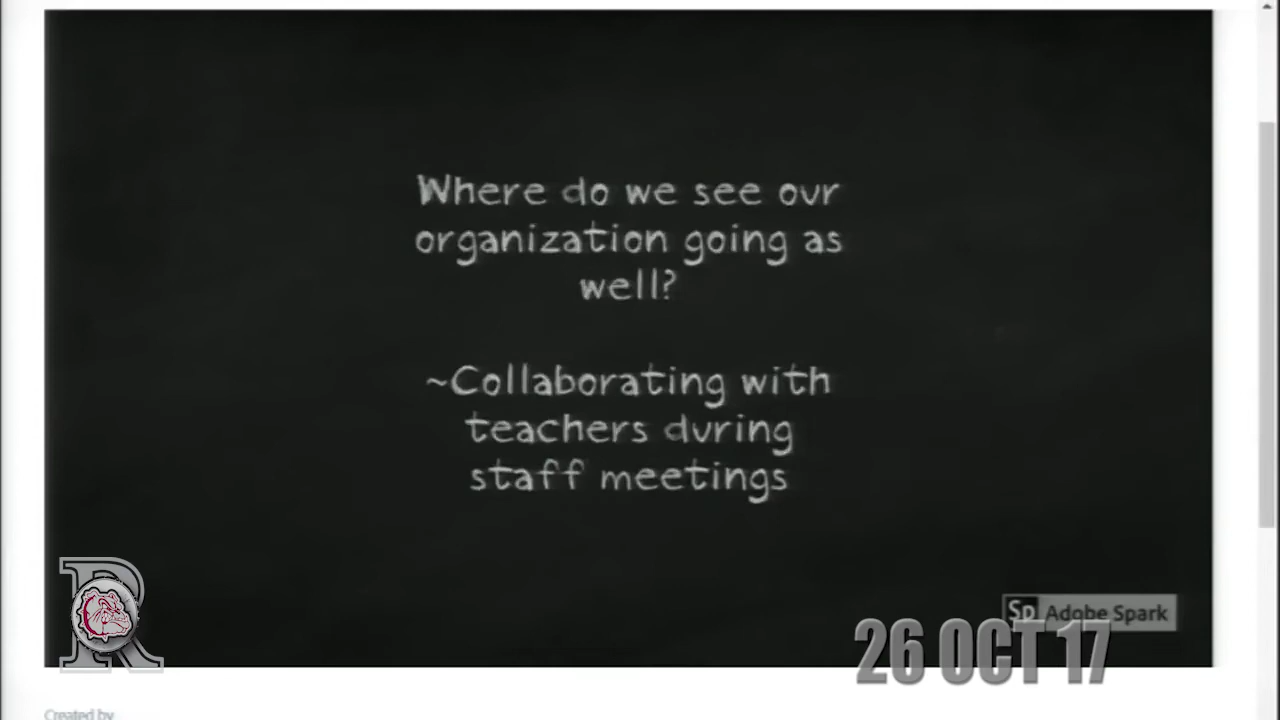 Where do we see our
organization going as
well?
~Collaborating with
teachers during
staff meetings
R
Sp Adobe Spark
26 OCT 17
Created by